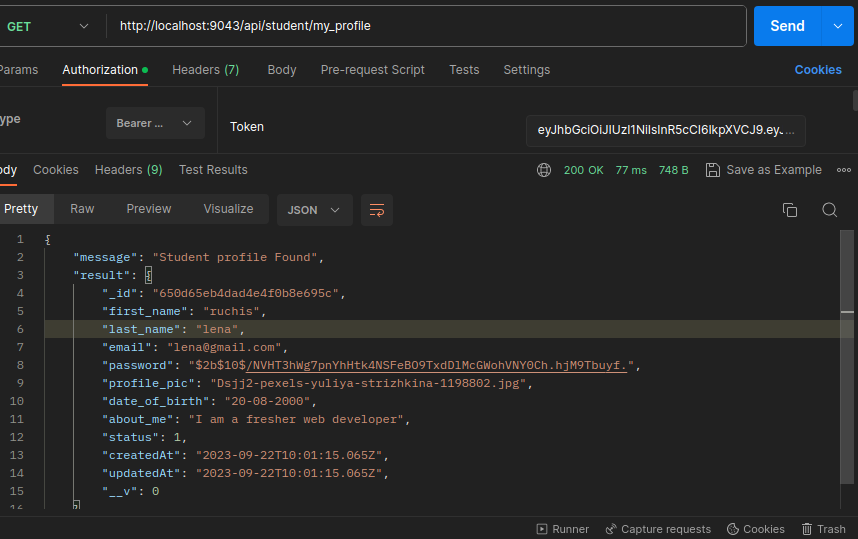 GET http://localhost:9043/api/student/my_profile Send
Params Authorization Headers (7) Body Pre-request Script Tests Settings Cookies
ype Bearer ... Token eyJhbGciOiJIUzI1NiIsInR5cCI6IkpXVCJ9.ey. ...
ody Cookies Headers (9) Test Results 200 OK 77 ms 748 B Save as Example
Pretty Raw Preview Visualize JSON
1 {
2 "message": "Student profile Found",
3 "result": {
4 "_id": "650d65eb4dad4e4f0b8e695c",
5 "first_name": "ruchis",
6 "last_name": "lena",
7 "email": "lena@gmail.com",
8 "password": "$2b$10$/NVHT3hWg7pnYhHtk4NSFeBO9TxdDlMcGWohVNY0Ch.hjM9Tbuyf.",
9 "profile_pic": "Dsjj2-pexels-yuliya-strizhkina-1198802.jpg",
10 "date_of_birth": "20-08-2000",
11 "about_me": "I am a fresher web developer",
12 "status": 1,
13 "createdAt": "2023-09-22T10:01:15.065Z",
14 "updatedAt": "2023-09-22T10:01:15.065Z",
15 "__v": 0
16 }
Runner Capture requests Cookies Trash